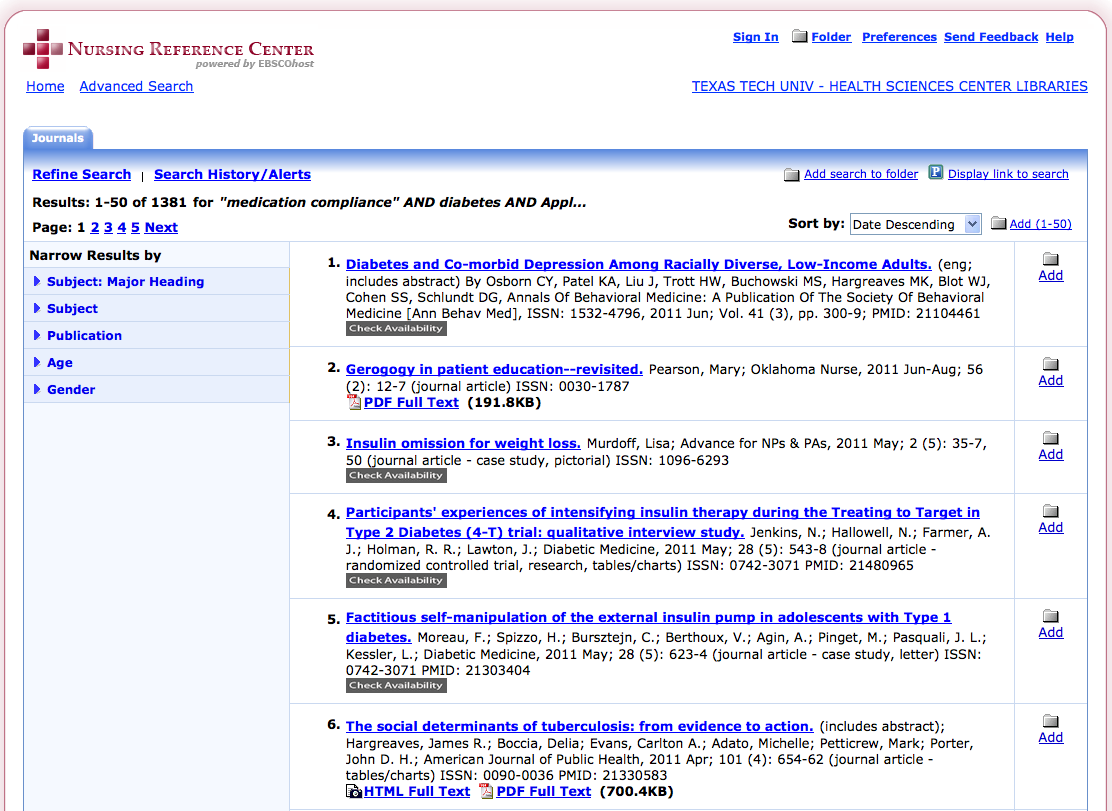 NURSING REFERENCE CENTER
powered by EBSCOhost
Sign In Folder Preferences Send Feedback Help
Home Advanced Search
TEXAS TECH UNIV - HEALTH SCIENCES CENTER LIBRARIES
Journals
Refine Search | Search History/Alerts
Add search to folder P Display link to search
Results: 1-50 of 1381 for "medication compliance" AND diabetes AND Appl...
Page: 1 2 3 4 5 Next
Sort by: Date Descending Add (1-50)
Narrow Results by
Subject: Major Heading
Subject
Publication
Age
Gender
1. Diabetes and Co-morbid Depression Among Racially Diverse, Low-Income Adults. (eng;
includes abstract) By Osborn CY, Patel KA, Liu J, Trott HW, Buchowski MS, Hargreaves MK, Blot WJ,
Cohen SS, Schlundt DG, Annals Of Behavioral Medicine: A Publication Of The Society Of Behavioral
Medicine [Ann Behav Med], ISSN: 1532-4796, 2011 Jun; Vol. 41 (3), pp. 300-9; PMID: 21104461
Check Availability
Add
2. Gerogogy in patient education--revisited. Pearson, Mary; Oklahoma Nurse, 2011 Jun-Aug; 56
(2): 12-7 (journal article) ISSN: 0030-1787
PDF Full Text (191.8KB)
Add
3. Insulin omission for weight loss. Murdoff, Lisa; Advance for NPs & PAs, 2011 May; 2 (5): 35-7,
50 (journal article - case study, pictorial) ISSN: 1096-6293
Check Availability
Add
4. Participants' experiences of intensifying insulin therapy during the Treating to Target in
Type 2 Diabetes (4-T) trial: qualitative interview study. Jenkins, N.; Hallowell, N.; Farmer, A.
J.; Holman, R. R.; Lawton, J.; Diabetic Medicine, 2011 May; 28 (5): 543-8 (journal article -
randomized controlled trial, research, tables/charts) ISSN: 0742-3071 PMID: 21480965
Check Availability
Add
5. Factitious self-manipulation of the external insulin pump in adolescents with Type 1
diabetes. Moreau, F.; Spizzo, H.; Bursztejn, C.; Berthoux, V.; Agin, A.; Pinget, M.; Pasquali, J. L.;
Kessler, L.; Diabetic Medicine, 2011 May; 28 (5): 623-4 (journal article - case study, letter) ISSN:
0742-3071 PMID: 21303404
Check Availability
Add
6. The social determinants of tuberculosis: from evidence to action. (includes abstract);
Hargreaves, James R.; Boccia, Delia; Evans, Carlton A.; Adato, Michelle; Petticrew, Mark; Porter,
John D. H.; American Journal of Public Health, 2011 Apr; 101 (4): 654-62 (journal article -
tables/charts) ISSN: 0090-0036 PMID: 21330583
HTML Full Text PDF Full Text (700.4KB)
Add